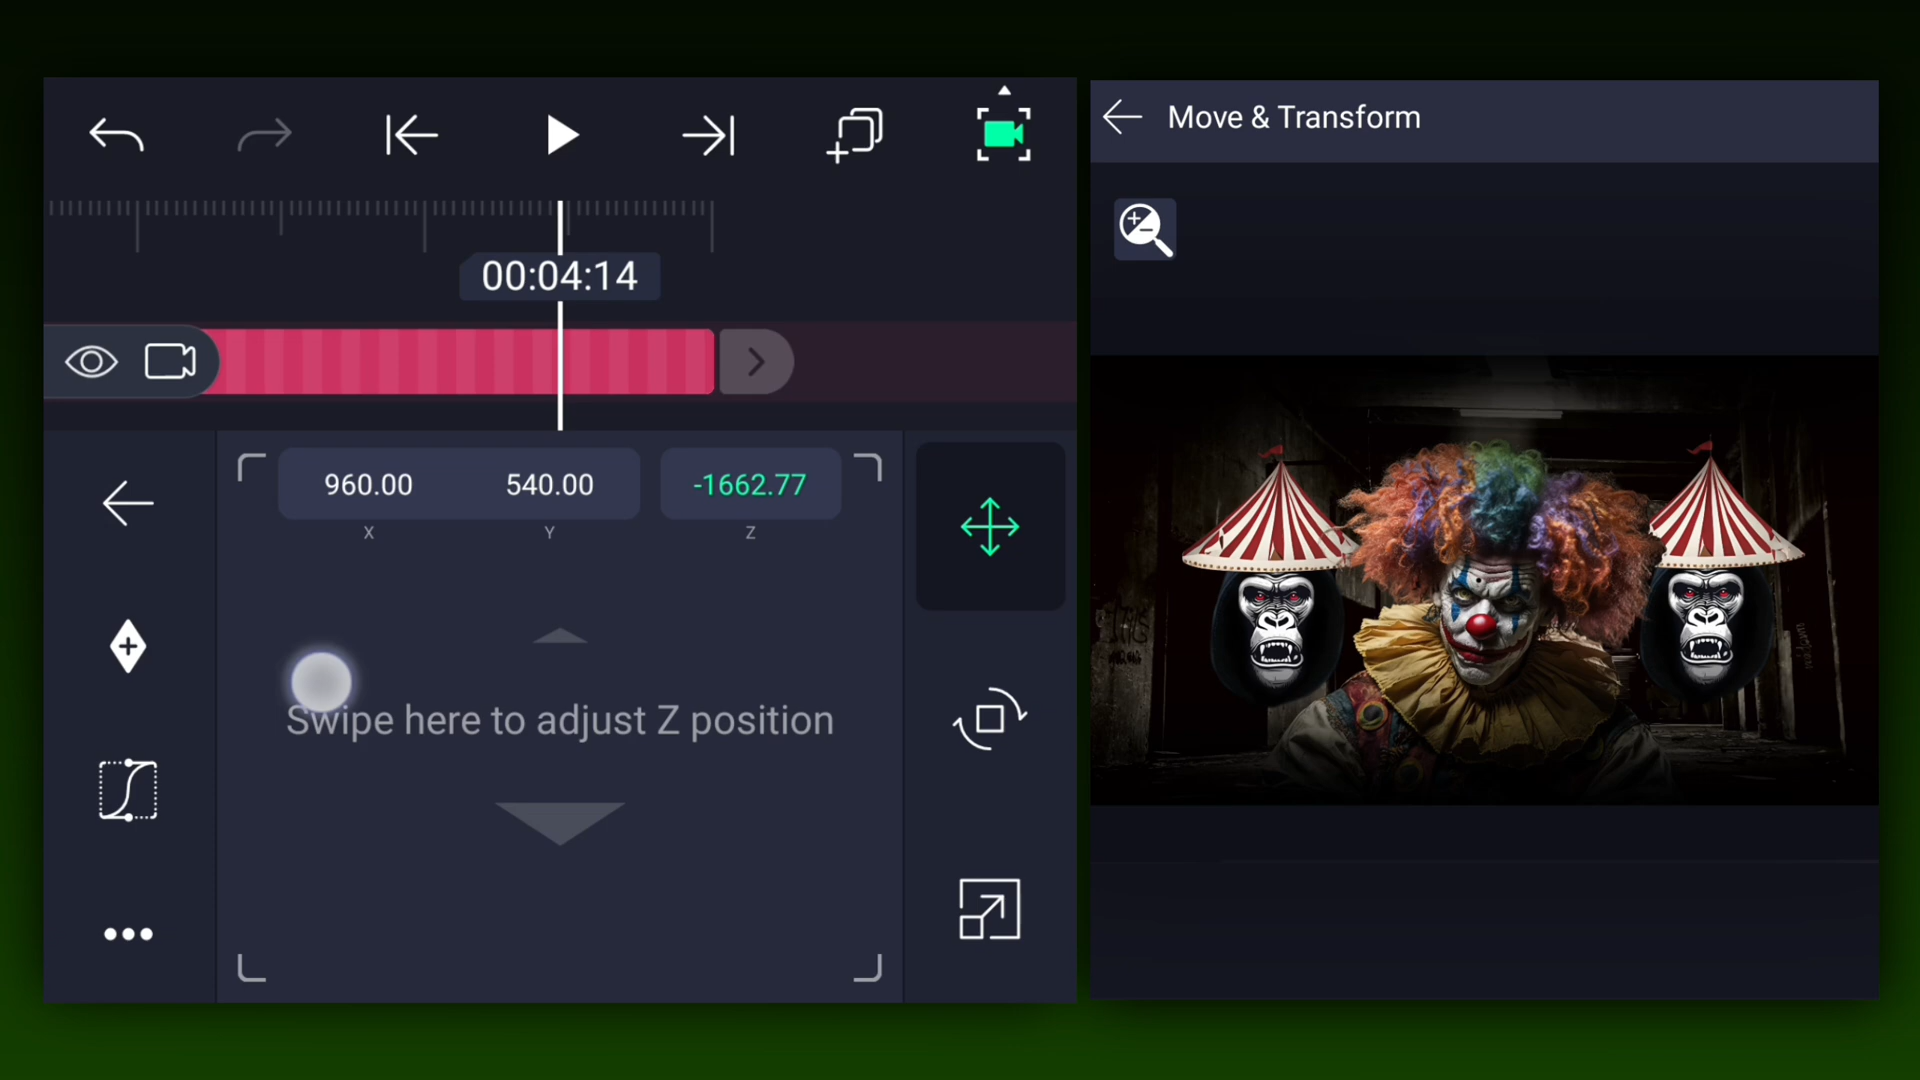 Move & Transform
00:04:14
960.00 540.00 -1662.77
X Y Z
Swipe here to adjust Z position